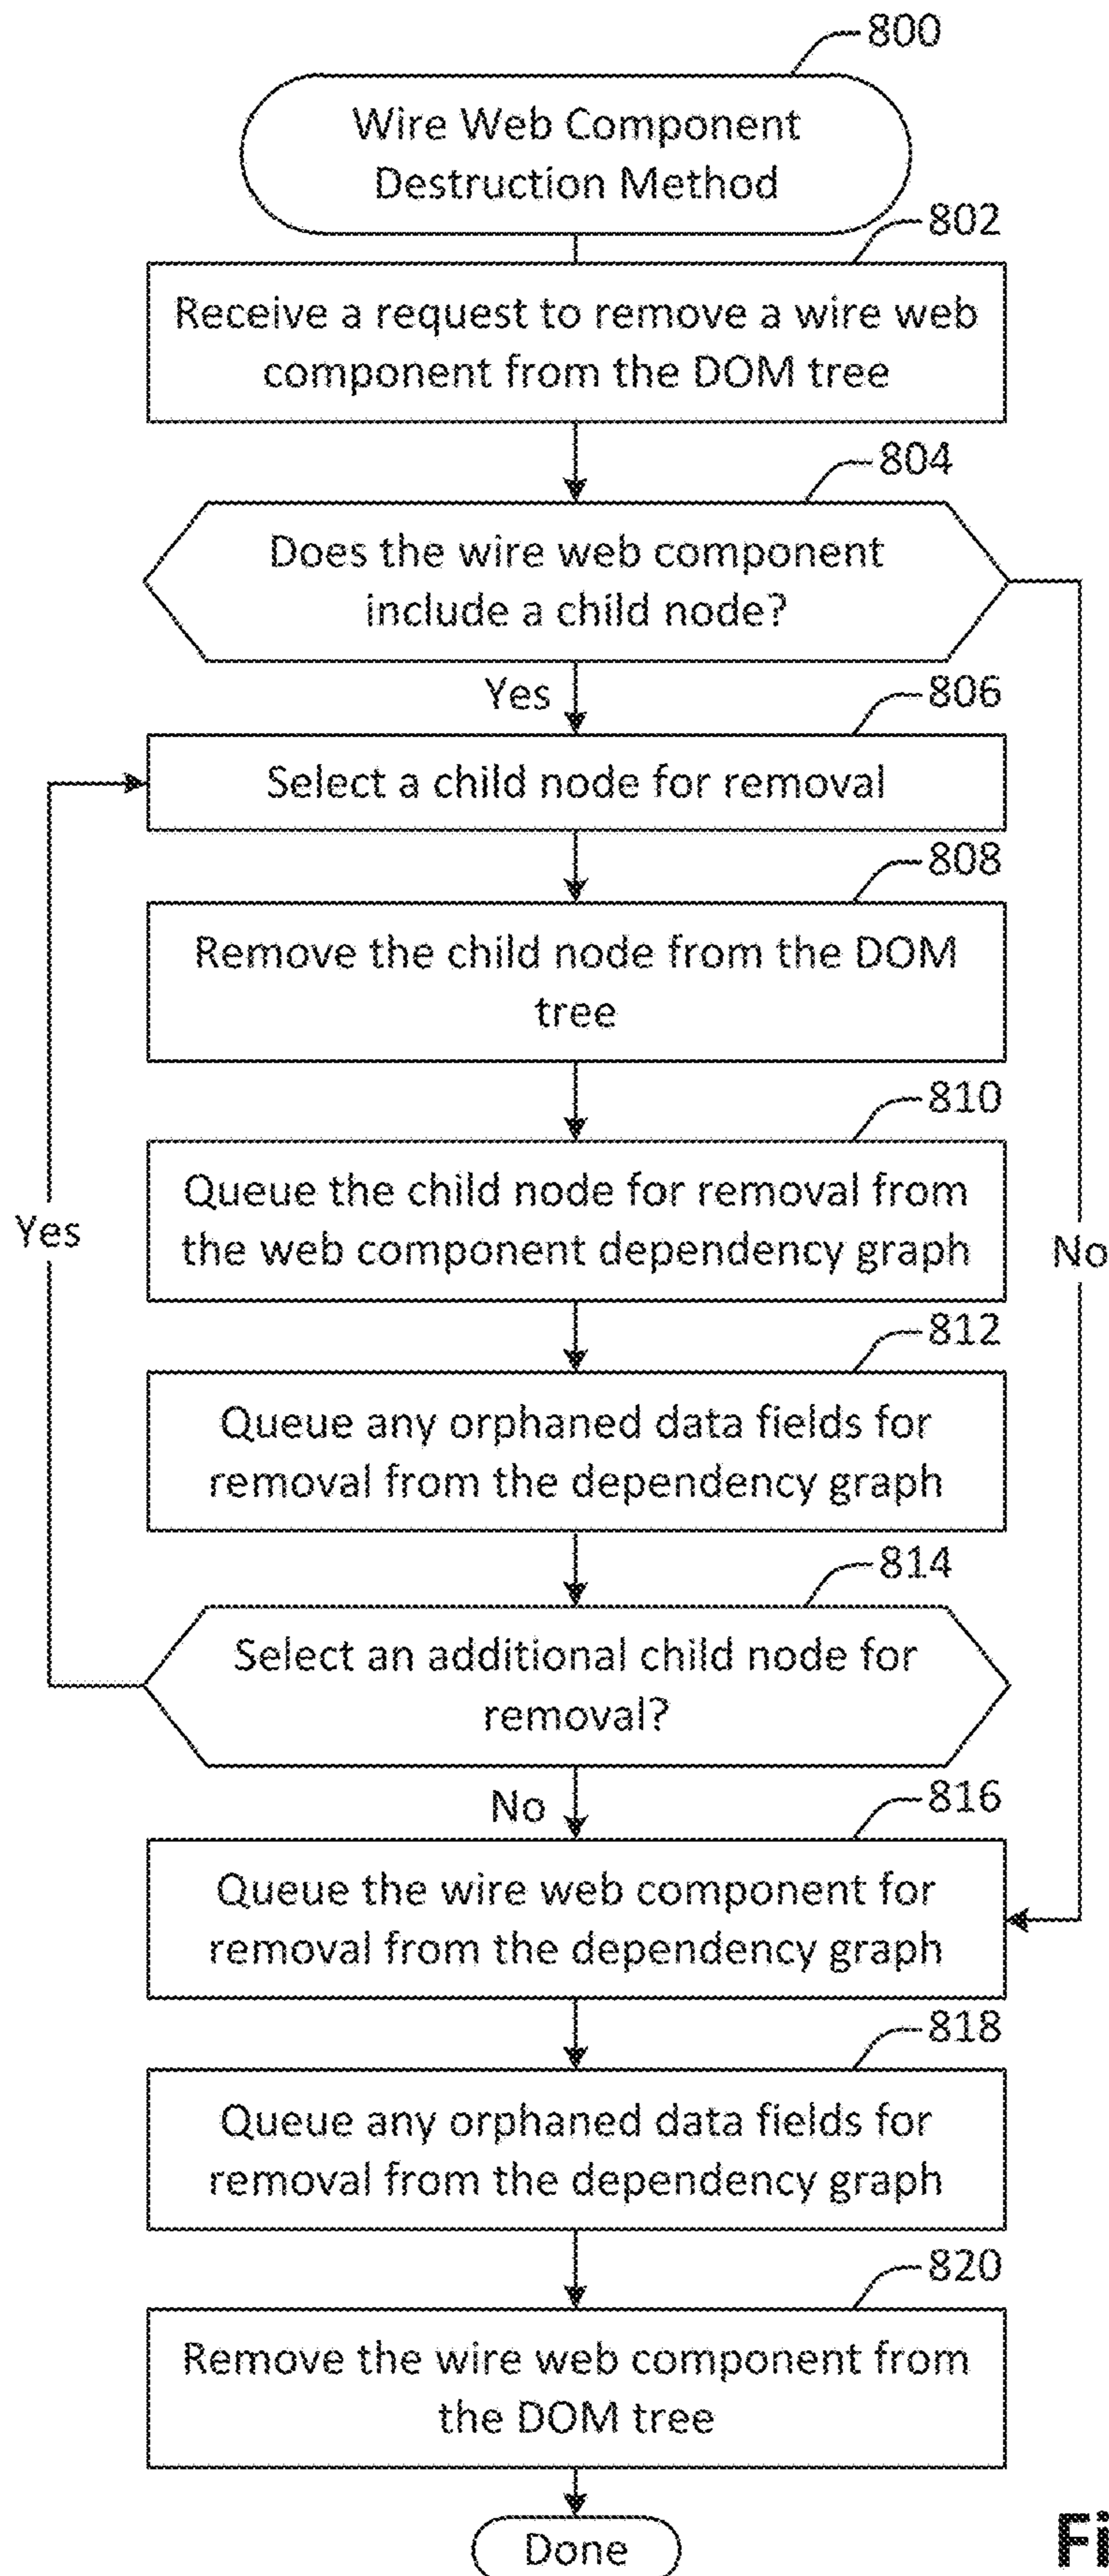 800
Wire Web Component
Destruction Method
802
Receive a request to remove a wire web
component from the DOM tree
804
Does the wire web component
include a child node?
Yes
806
Select a child node for removal
808
Remove the child node from the DOM
tree
810
Queue the child node for removal from
the web component dependency graph
Yes
No
812
Queue any orphaned data fields for
removal from the dependency graph
814
Select an additional child node for
removal?
No
816
Queue the wire web component for
removal from the dependency graph
818
Queue any orphaned data fields for
removal from the dependency graph
820
Remove the wire web component from
the DOM tree
Done
Fi